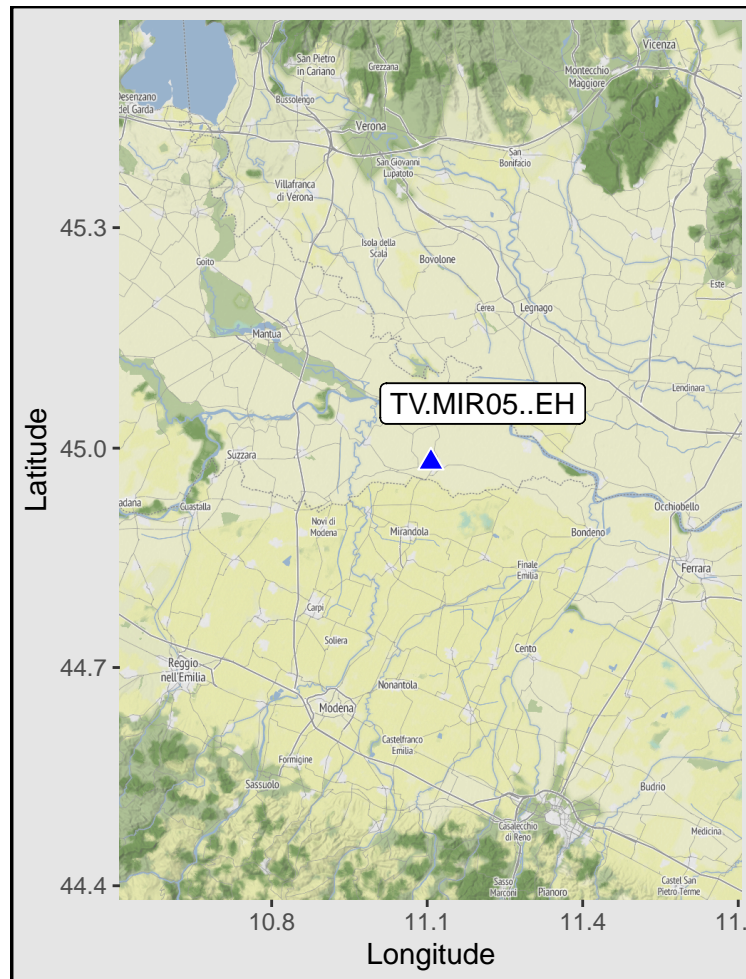 Vicenza
San Pietro
in Cariano
Grezzana
Montecchio
Maggiore
Desenzano
del Garda
Bussolengo
Verona
San Giovanni
Lupatoto
San
Bonifacio
Villafranca
di Verona
45.3
Isola della
Scala
Bovolone
Goito
Este
Cerea
Legnago
Mantua
Lendinara
TV.MIR05..EH
45.0
Suzzara
Latitude
Guastalla
Occhiobello
Novi di
Modena
Mirandola
Bondeno
Finale
Emilia
Ferrara
Carpi
Soliera
Cento
44.7
Reggio
nell'Emilia
Nonantola
Modena
Castelfranco
Emilia
Formigine
Sassuolo
Budrio
Casalecchio
di Reno
Medicina
44.4
Sasso
Marconi
Pianoro
Castel San
Pietro Terme
10.8
11.1
11.4
11.
Longitude